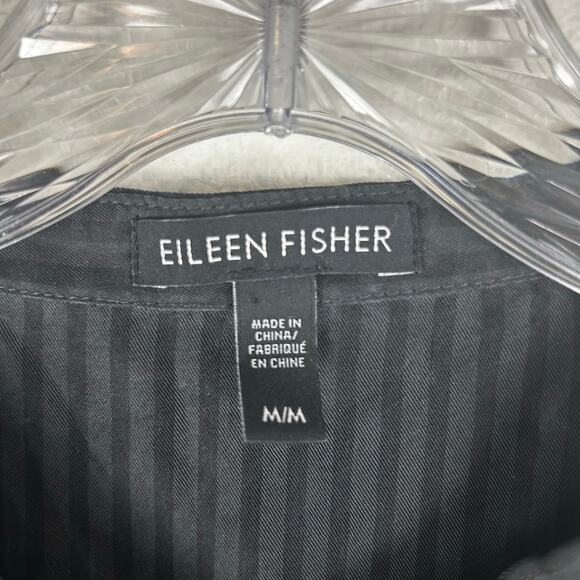 EILEEN FISHER
MADE IN
CHINA/
FABRIQUÉ
EN CHINE
M/M